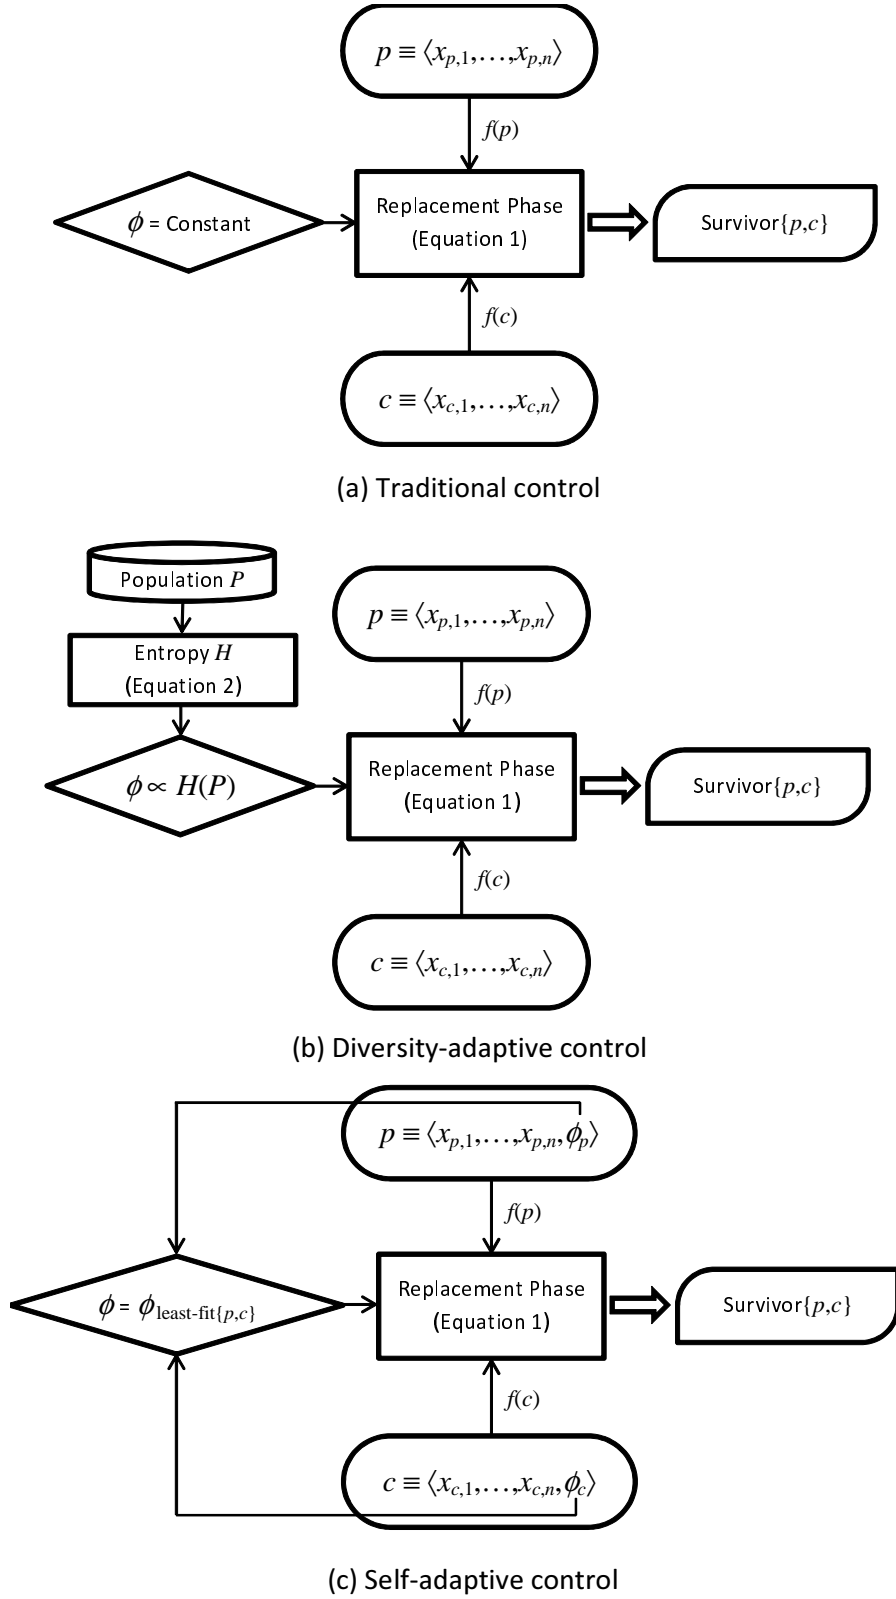 p ≡ ⟨x_{p,1},…,x_{p,n}⟩
f(p)
ϕ = Constant
Replacement Phase
(Equation 1)
Survivor{p,c}
f(c)
c ≡ ⟨x_{c,1},…,x_{c,n}⟩
(a) Traditional control
Population P
Entropy H
(Equation 2)
p ≡ ⟨x_{p,1},…,x_{p,n}⟩
f(p)
ϕ ∝ H(P)
Replacement Phase
(Equation 1)
Survivor{p,c}
f(c)
c ≡ ⟨x_{c,1},…,x_{c,n}⟩
(b) Diversity-adaptive control
p ≡ ⟨x_{p,1},…,x_{p,n},ϕ_p⟩
f(p)
ϕ = ϕ_{least-fit{p,c}}
Replacement Phase
(Equation 1)
Survivor{p,c}
f(c)
c ≡ ⟨x_{c,1},…,x_{c,n},ϕ_c⟩
(c) Self-adaptive control